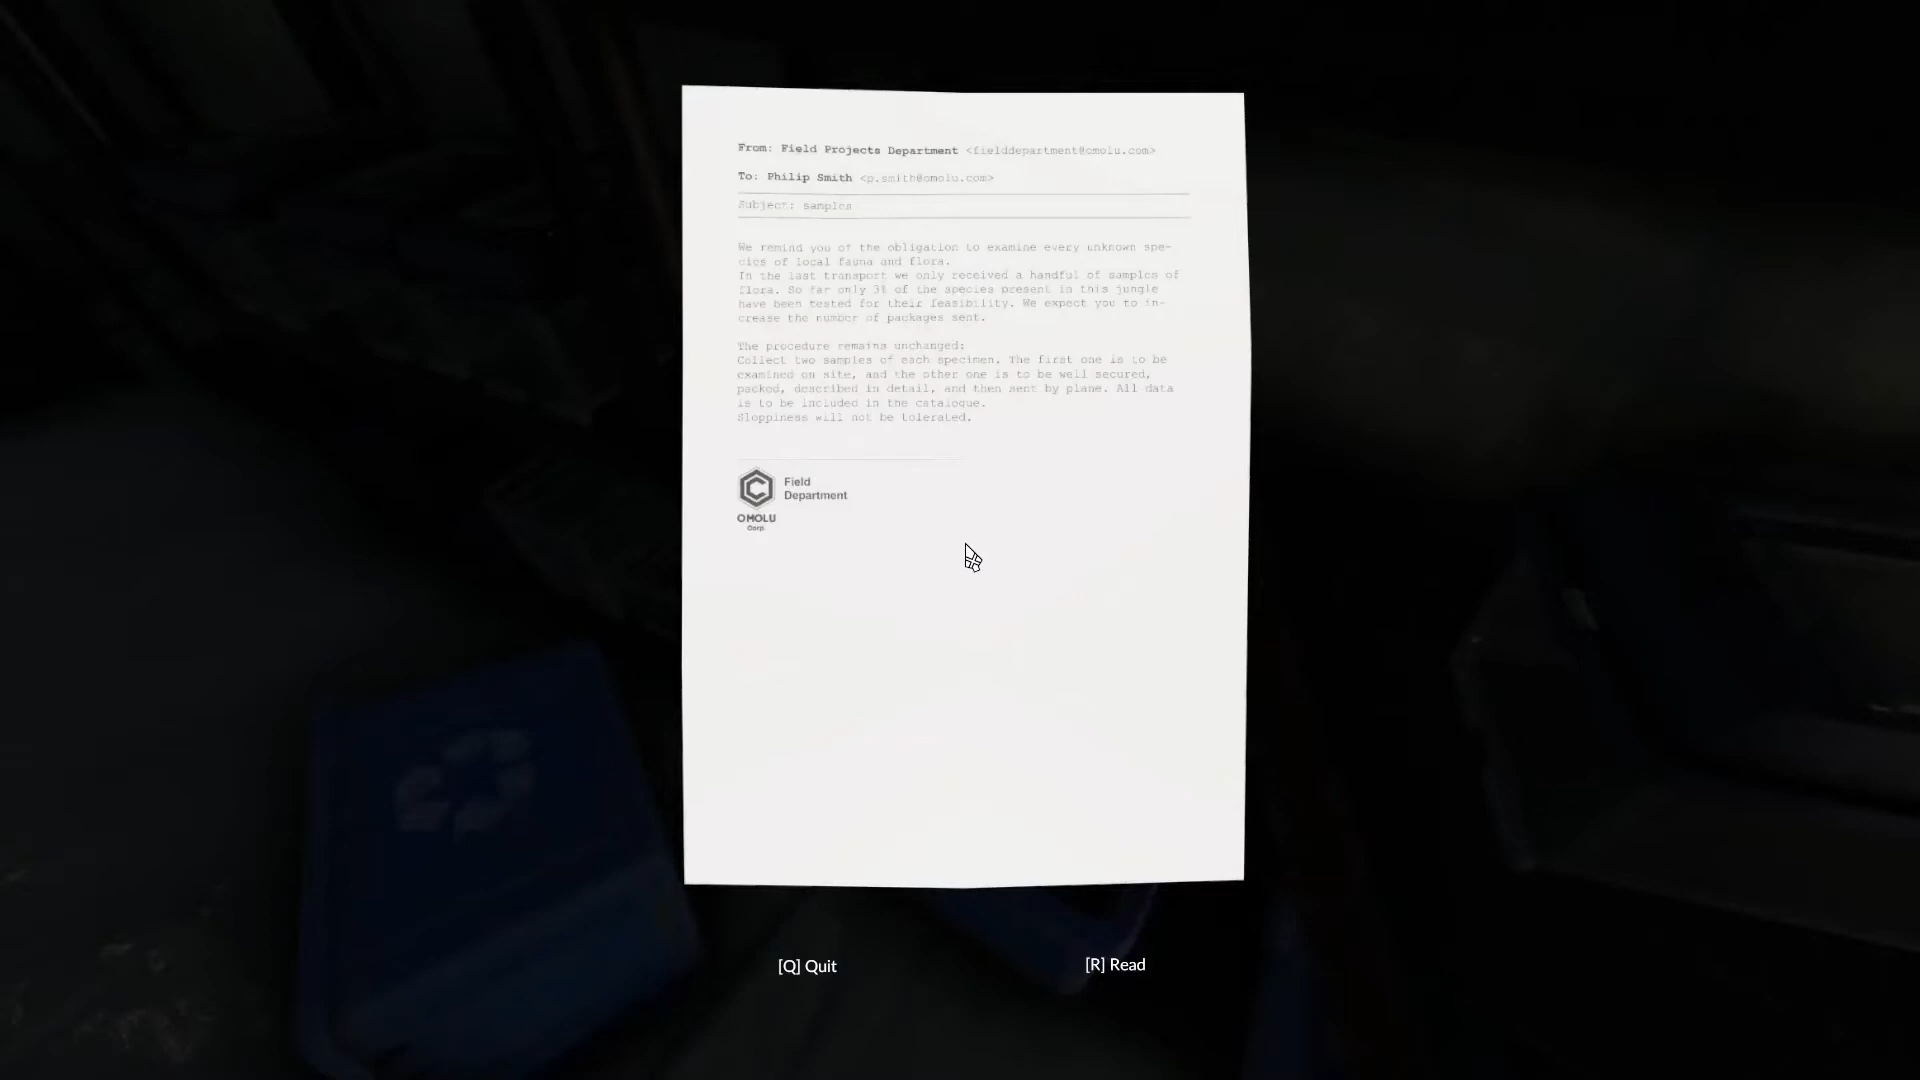 From: Field Projects Department <fielddepartment@omolu.com>
To: Philip Smith <p.smith@omolu.com>
Subject: samples
We remind you of the obligation to examine every unknown spe-
cies of local fauna and flora.
In the last transport we only received a handful of samples of
flora. So far only 3% of the species present in this jungle
have been tested for their feasibility. We expect you to in-
crease the number of packages sent.
The procedure remains unchanged:
Collect two samples of each specimen. The first one is to be
examined on site, and the other one is to be well secured,
packed, described in detail, and then sent by plane. All data
is to be included in the catalogue.
Sloppiness will not be tolerated.
Field
Department
OMOLU
Corp.
[Q] Quit
[R] Read